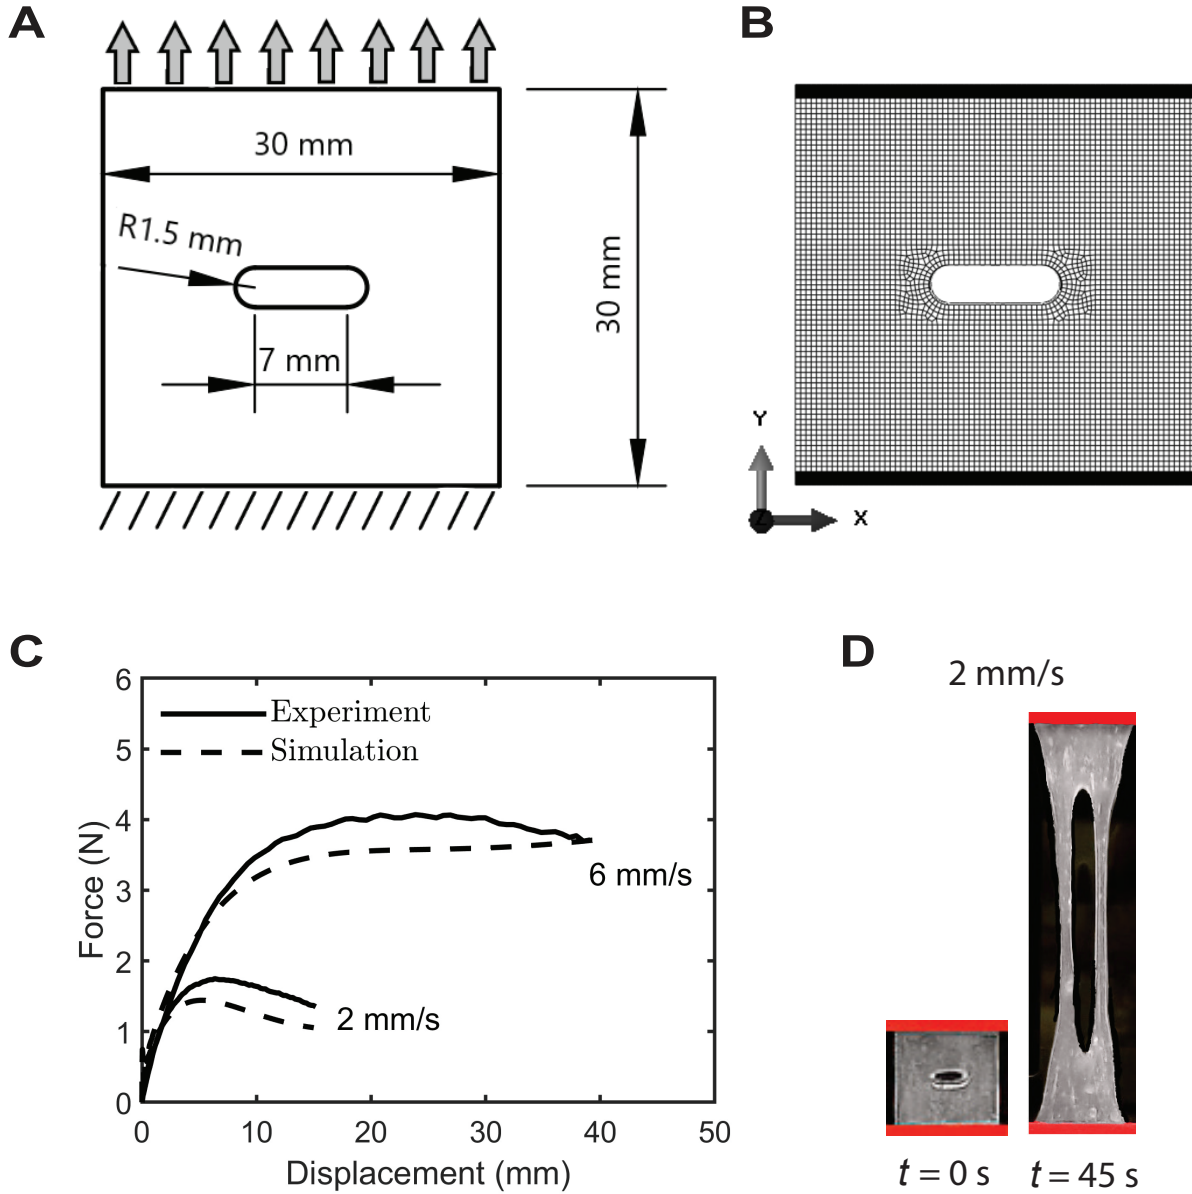 A
B
30 mm
R1.5 mm
30 mm
7 mm
Y
Z
X
C
D
2 mm/s
6
Experiment
5
Simulation
4
6 mm/s
3
Force (N)
2
2 mm/s
1
0
0 10 20 30 40 50
Displacement (mm)
t = 0 s
t = 45 s